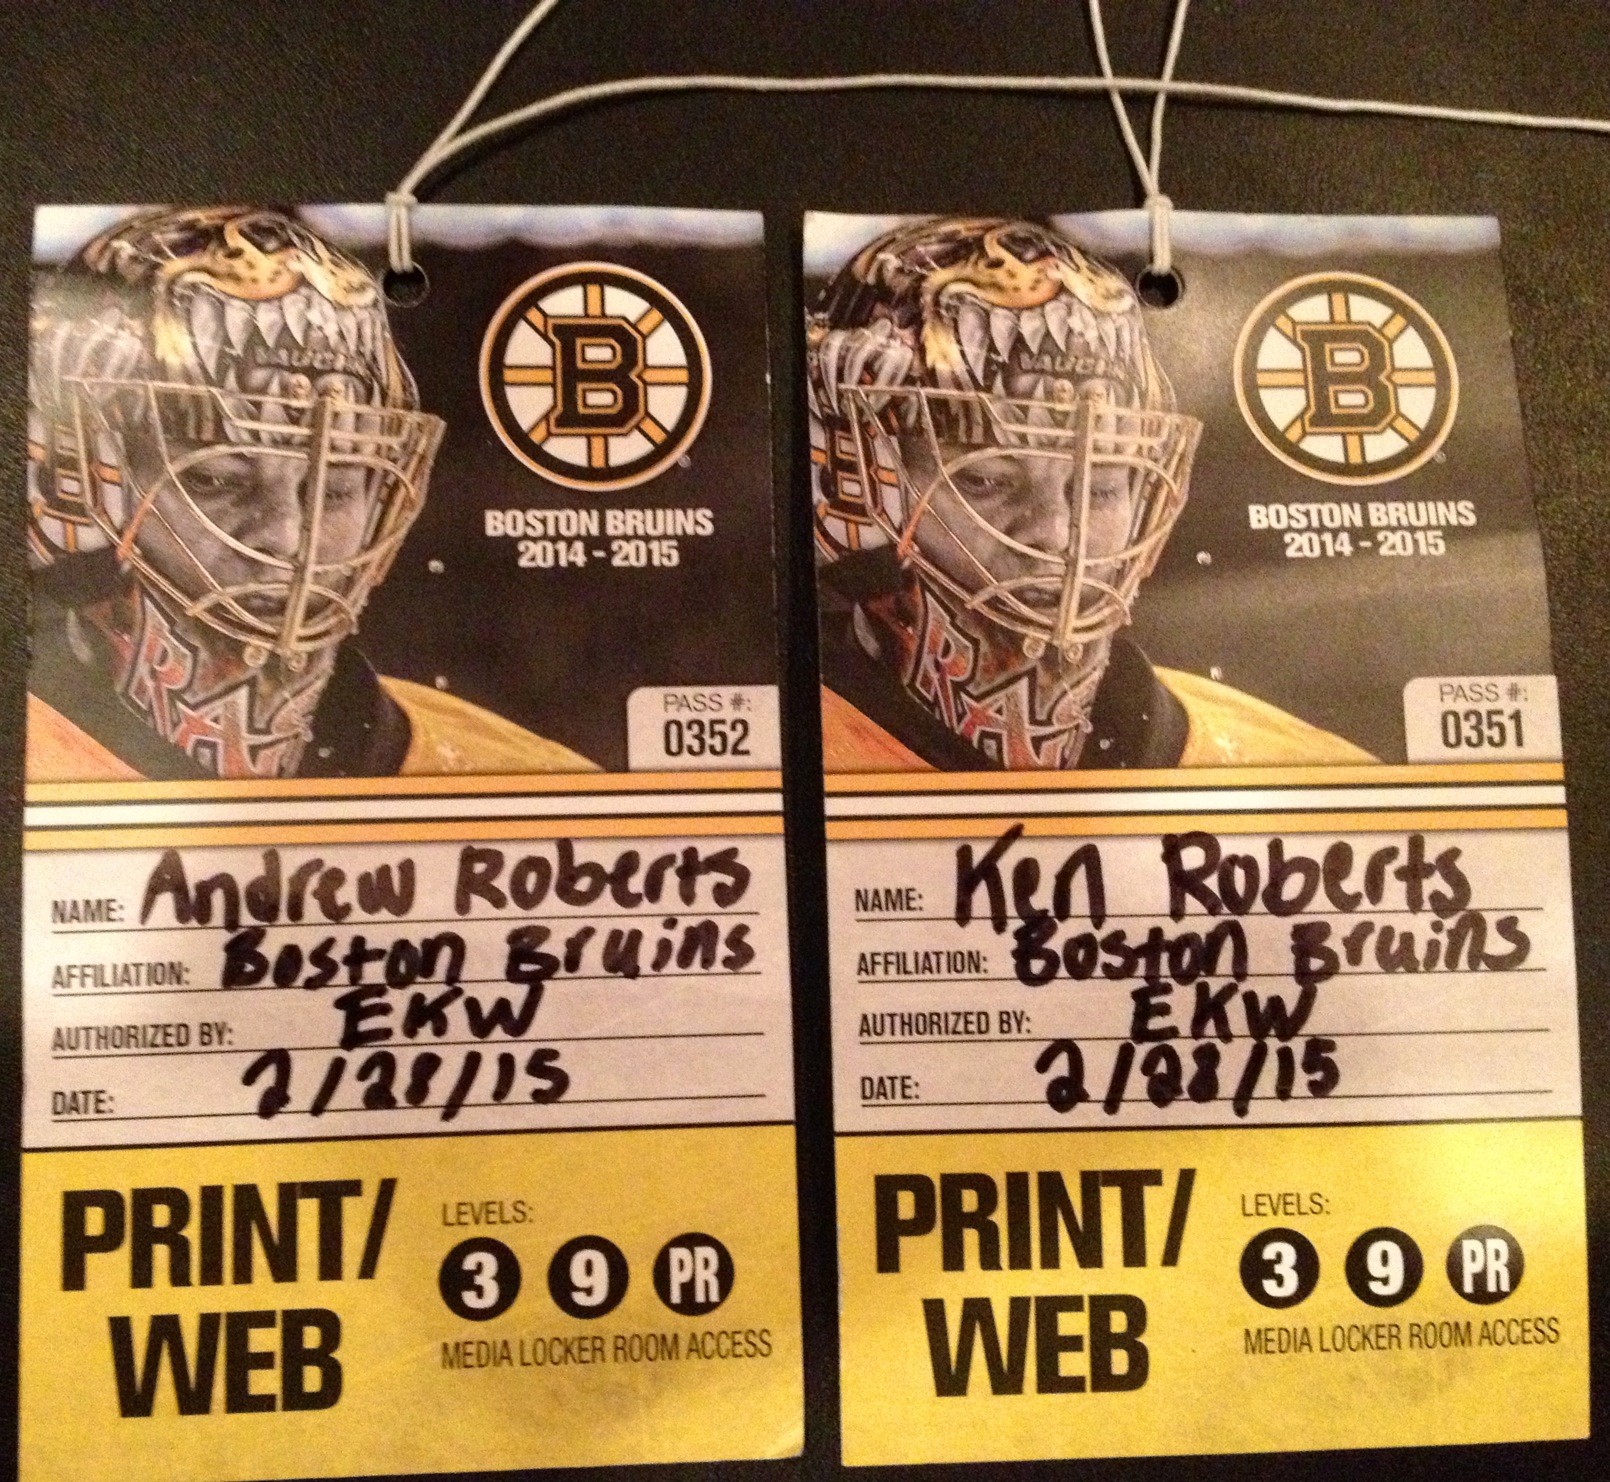 VAUGHN
B
BOSTON BRUINS
2014 - 2015
PASS #:
0352
NAME: Andrew Roberts
AFFILIATION: Boston Bruins
AUTHORIZED BY: EKW
DATE: 2/28/15
PRINT/
WEB
LEVELS:
3 9 PR
MEDIA LOCKER ROOM ACCESS
VAUGHN
B
BOSTON BRUINS
2014 - 2015
PASS #:
0351
NAME: Ken Roberts
AFFILIATION: Boston Bruins
AUTHORIZED BY: EKW
DATE: 2/28/15
PRINT/
WEB
LEVELS:
3 9 PR
MEDIA LOCKER ROOM ACCESS